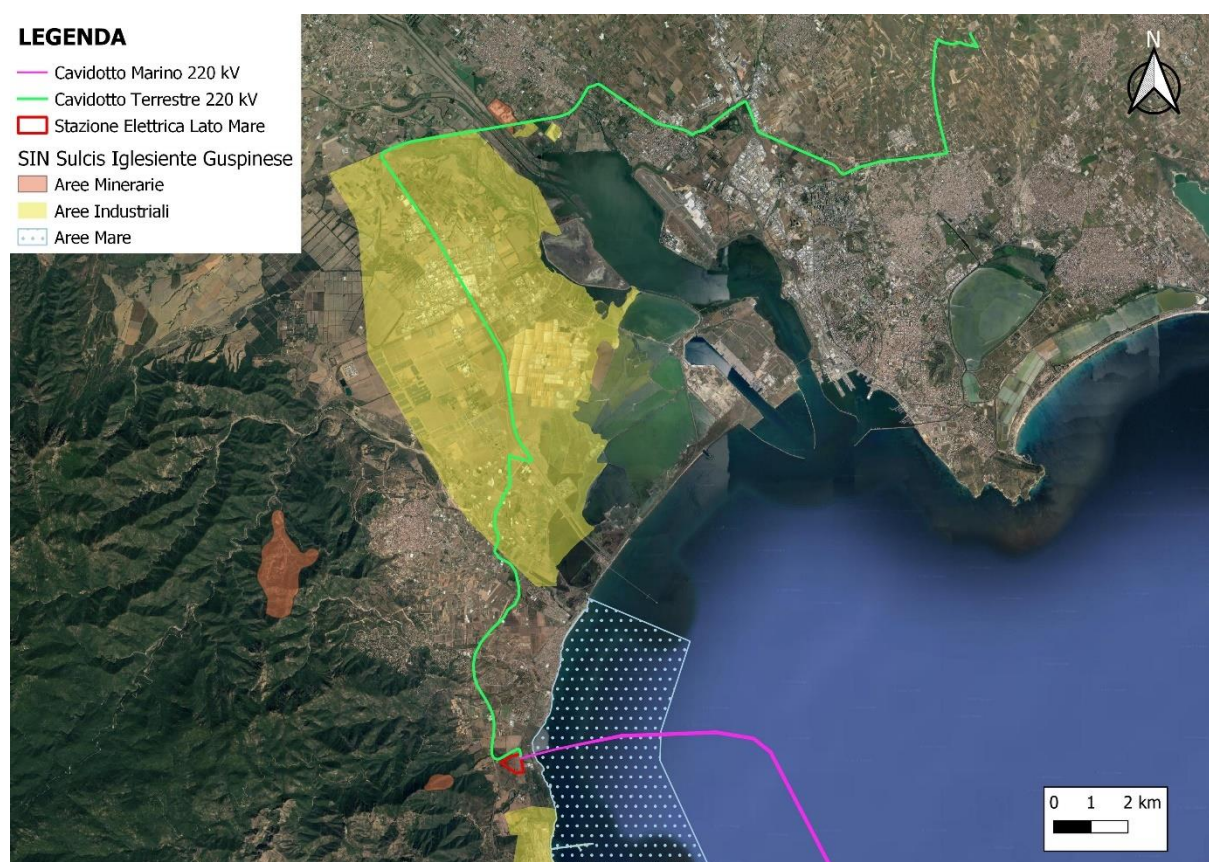 LEGENDA
Cavidotto Marino 220 kV
Cavidotto Terrestre 220 kV
Stazione Elettrica Lato Mare
SIN Sulcis Iglesiente Guspinese
Aree Minerarie
Aree Industriali
Aree Mare
N
0 1 2 km